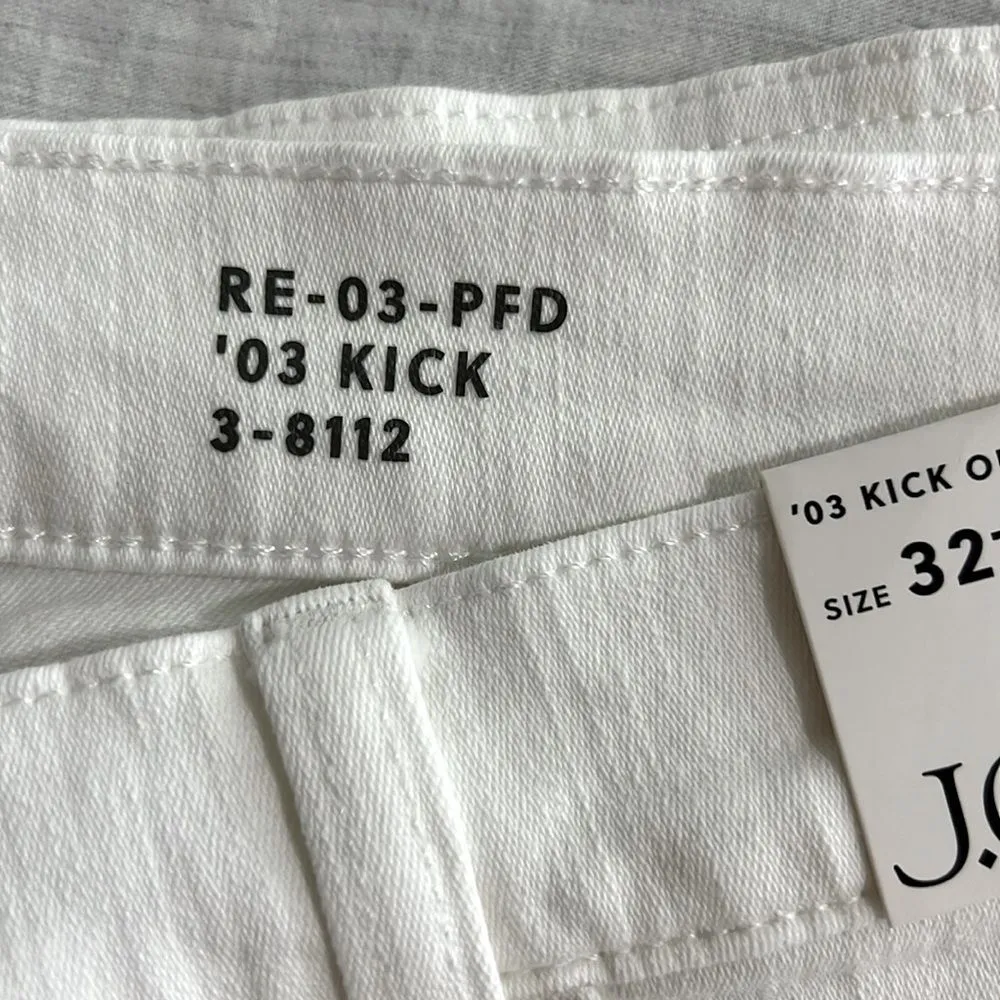 RE-03-PFD
'03 KICK
3-8112
'03 KICK
SIZE 32
J.